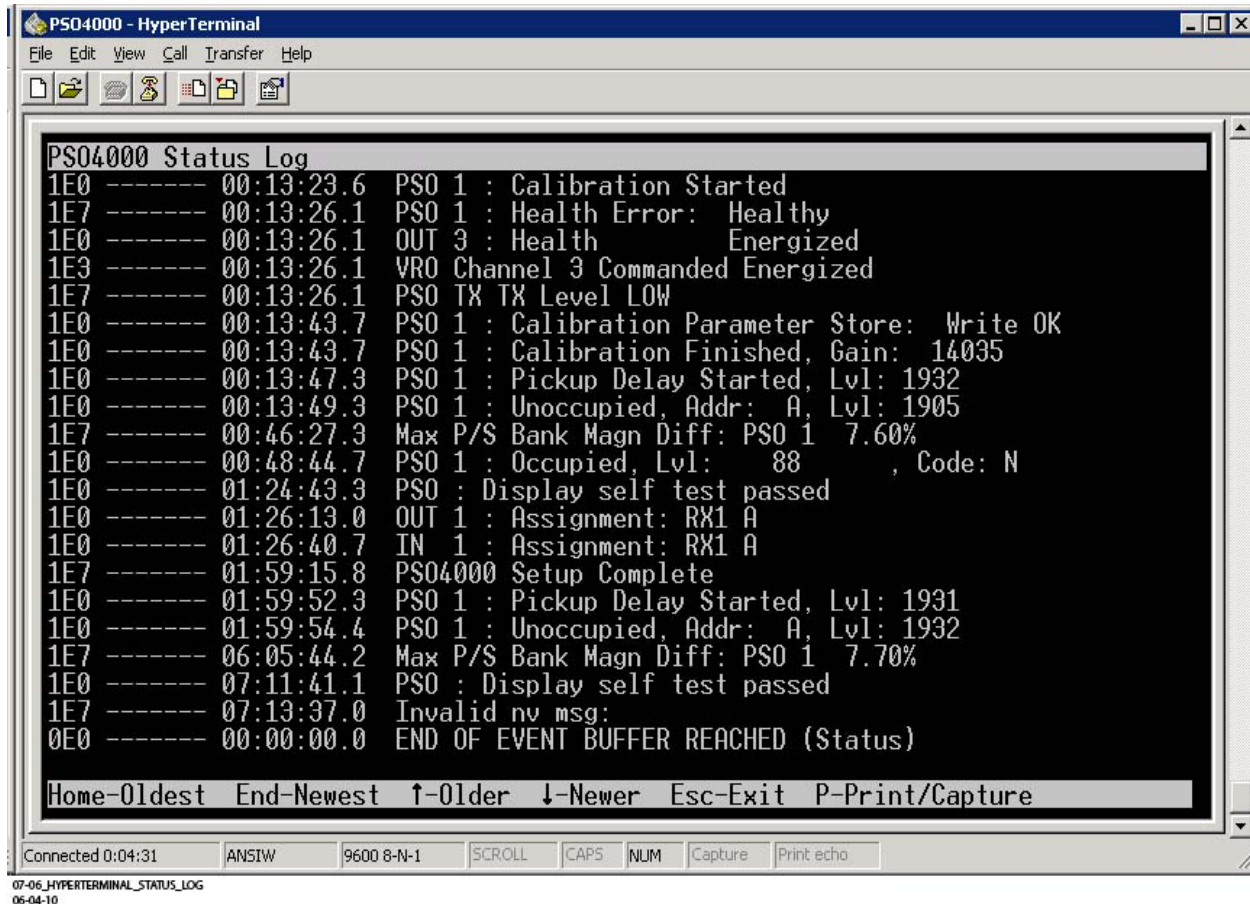 PSO4000 - HyperTerminal
File Edit View Call Transfer Help
PSO4000 Status Log
1E0 ------- 00:13:23.6  PSO 1 : Calibration Started
1E7 ------- 00:13:26.1  PSO 1 : Health Error:  Healthy
1E0 ------- 00:13:26.1  OUT 3 : Health         Energized
1E3 ------- 00:13:26.1  VRO Channel 3 Commanded Energized
1E7 ------- 00:13:26.1  PSO TX TX Level LOW
1E0 ------- 00:13:43.7  PSO 1 : Calibration Parameter Store:  Write OK
1E0 ------- 00:13:43.7  PSO 1 : Calibration Finished, Gain:  14035
1E0 ------- 00:13:47.3  PSO 1 : Pickup Delay Started, Lvl: 1932
1E0 ------- 00:13:49.3  PSO 1 : Unoccupied, Addr:  A, Lvl: 1905
1E7 ------- 00:46:27.3  Max P/S Bank Magn Diff: PSO 1  7.60%
1E0 ------- 00:48:44.7  PSO 1 : Occupied, Lvl:    88      , Code: N
1E0 ------- 01:24:43.3  PSO : Display self test passed
1E0 ------- 01:26:13.0  OUT 1 : Assignment: RX1 A
1E0 ------- 01:26:40.7  IN  1 : Assignment: RX1 A
1E7 ------- 01:59:15.8  PSO4000 Setup Complete
1E0 ------- 01:59:52.3  PSO 1 : Pickup Delay Started, Lvl: 1931
1E0 ------- 01:59:54.4  PSO 1 : Unoccupied, Addr:  A, Lvl: 1932
1E7 ------- 06:05:44.2  Max P/S Bank Magn Diff: PSO 1  7.70%
1E0 ------- 07:11:41.1  PSO : Display self test passed
1E7 ------- 07:13:37.0  Invalid nv msg:
0E0 ------- 00:00:00.0  END OF EVENT BUFFER REACHED (Status)
Home-Oldest  End-Newest  ↑-Older  ↓-Newer  Esc-Exit  P-Print/Capture
Connected 0:04:31 ANSIW 9600 8-N-1 SCROLL CAPS NUM Capture Print echo
07-06_HYPERTERMINAL_STATUS_LOG
06-04-10